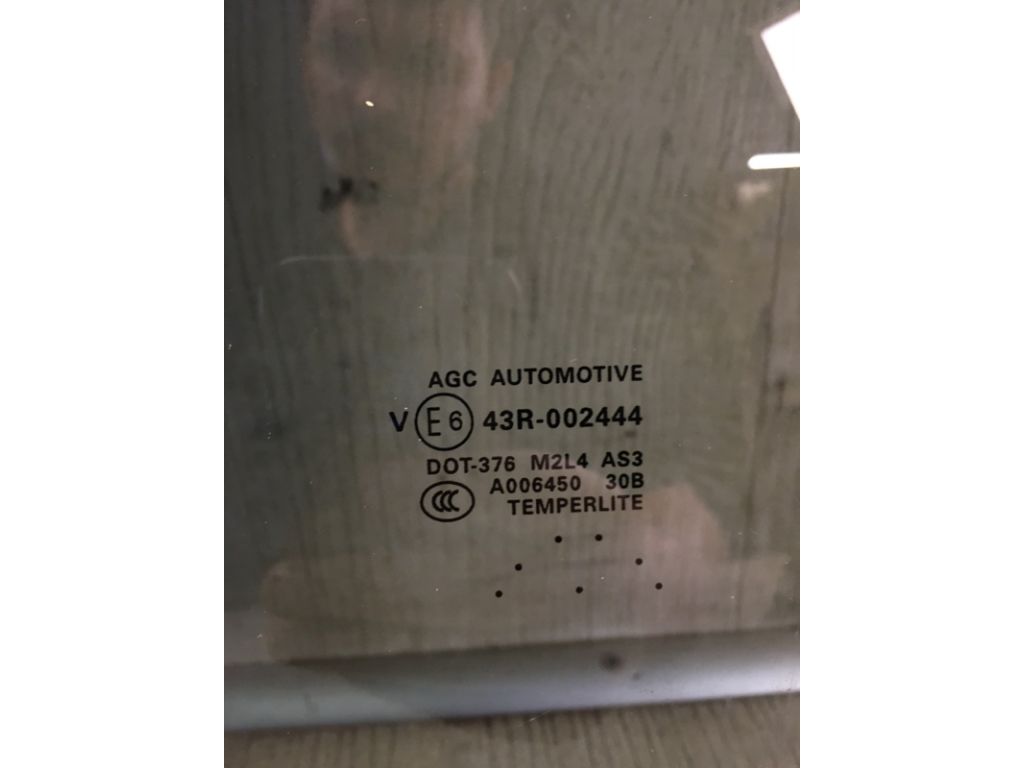 AGC AUTOMOTIVE
V E6 43R-002444
DOT-376 M2L4 AS3
CCC A006450 30B
TEMPERLITE